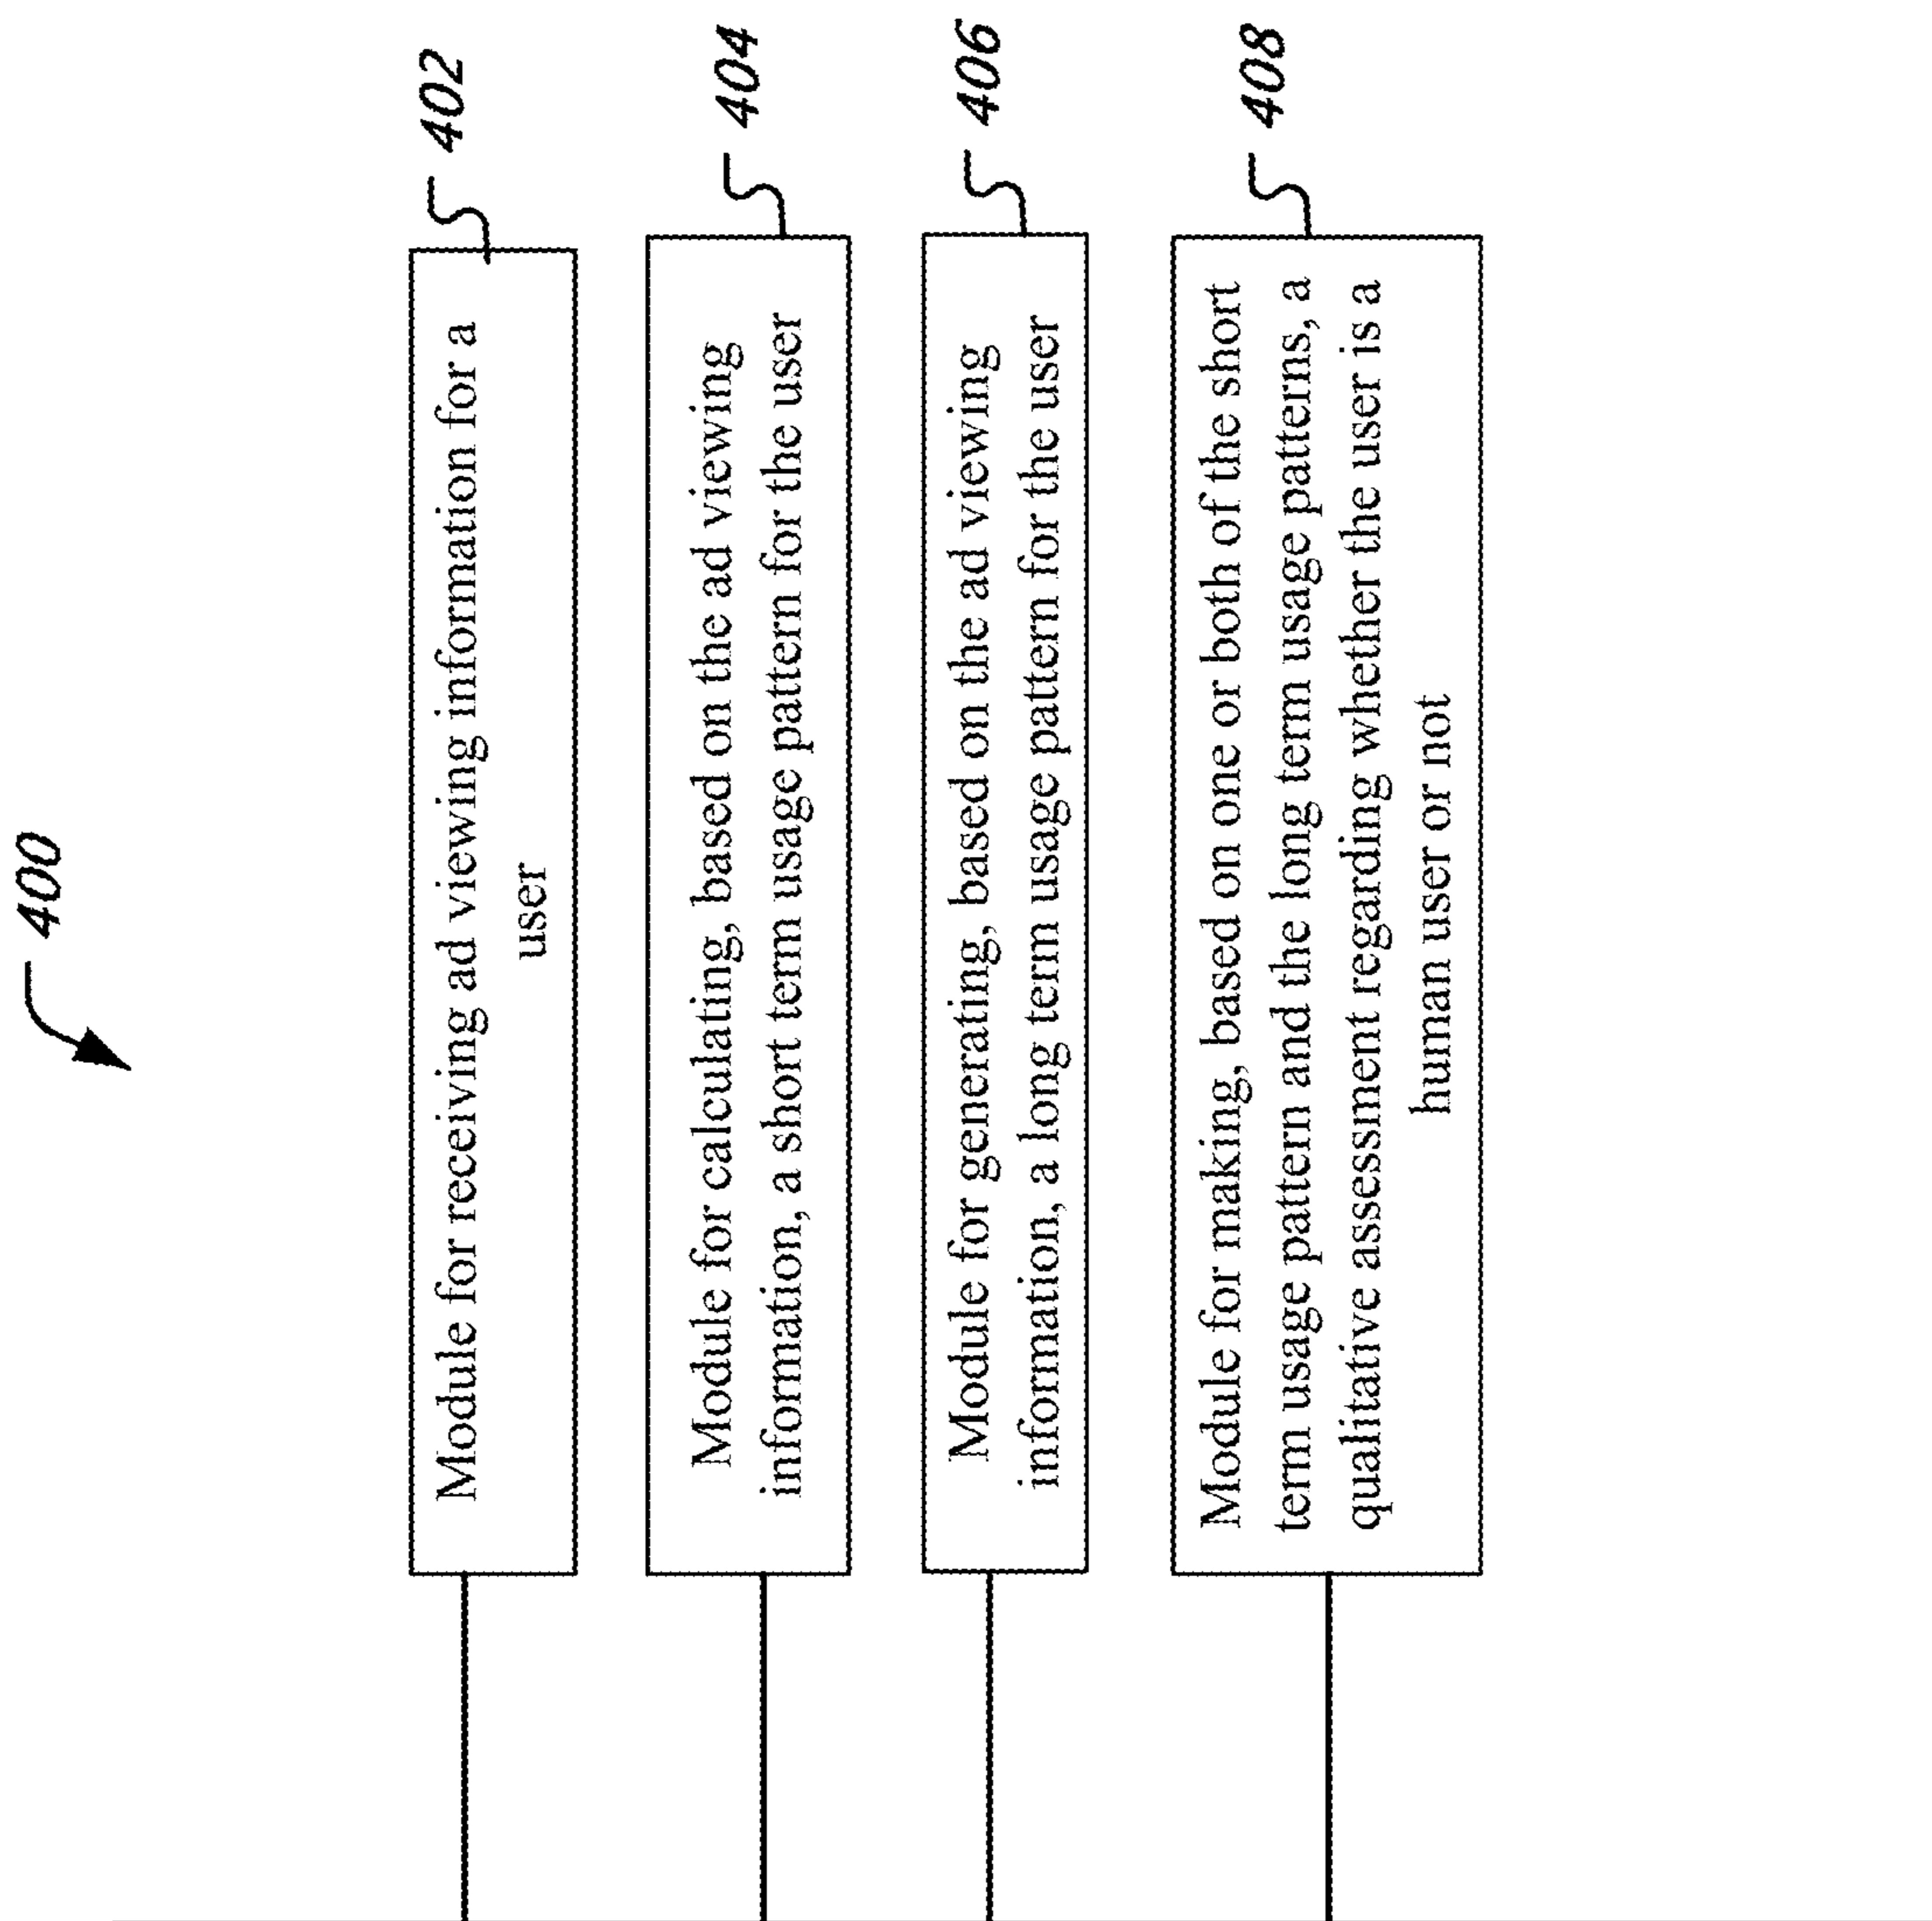 400
402
Module for receiving ad viewing information for a
user
404
Module for calculating, based on the ad viewing
information, a short term usage pattern for the user
406
Module for generating, based on the ad viewing
information, a long term usage pattern for the user
408
Module for making, based on one or both of the short
term usage pattern and the long term usage patterns, a
qualitative assessment regarding whether the user is a
human user or not